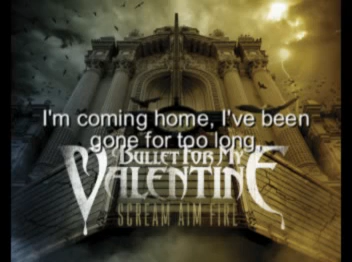 I'm coming home, I've been
gone for too long,
BULLET FOR MY
VALENTINE
SCREAM AIM FIRE